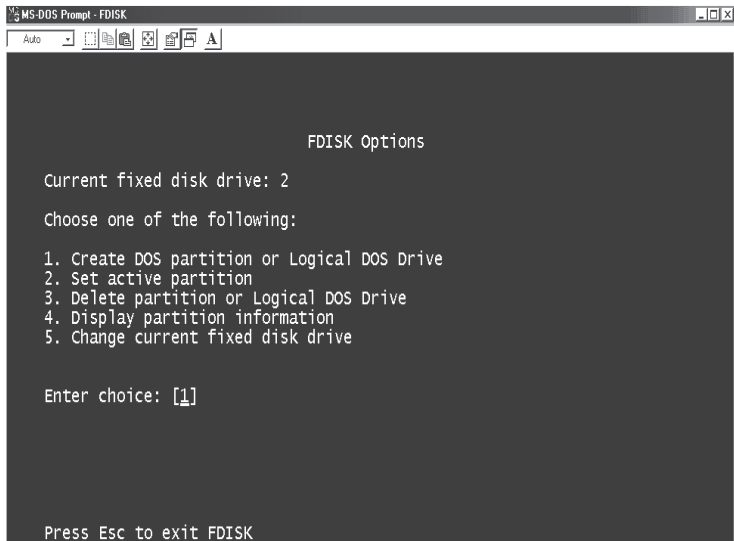 MS-DOS Prompt - FDISK
Auto
A
FDISK Options
Current fixed disk drive: 2
Choose one of the following:
1. Create DOS partition or Logical DOS Drive
2. Set active partition
3. Delete partition or Logical DOS Drive
4. Display partition information
5. Change current fixed disk drive
Enter choice: [1]
Press Esc to exit FDISK